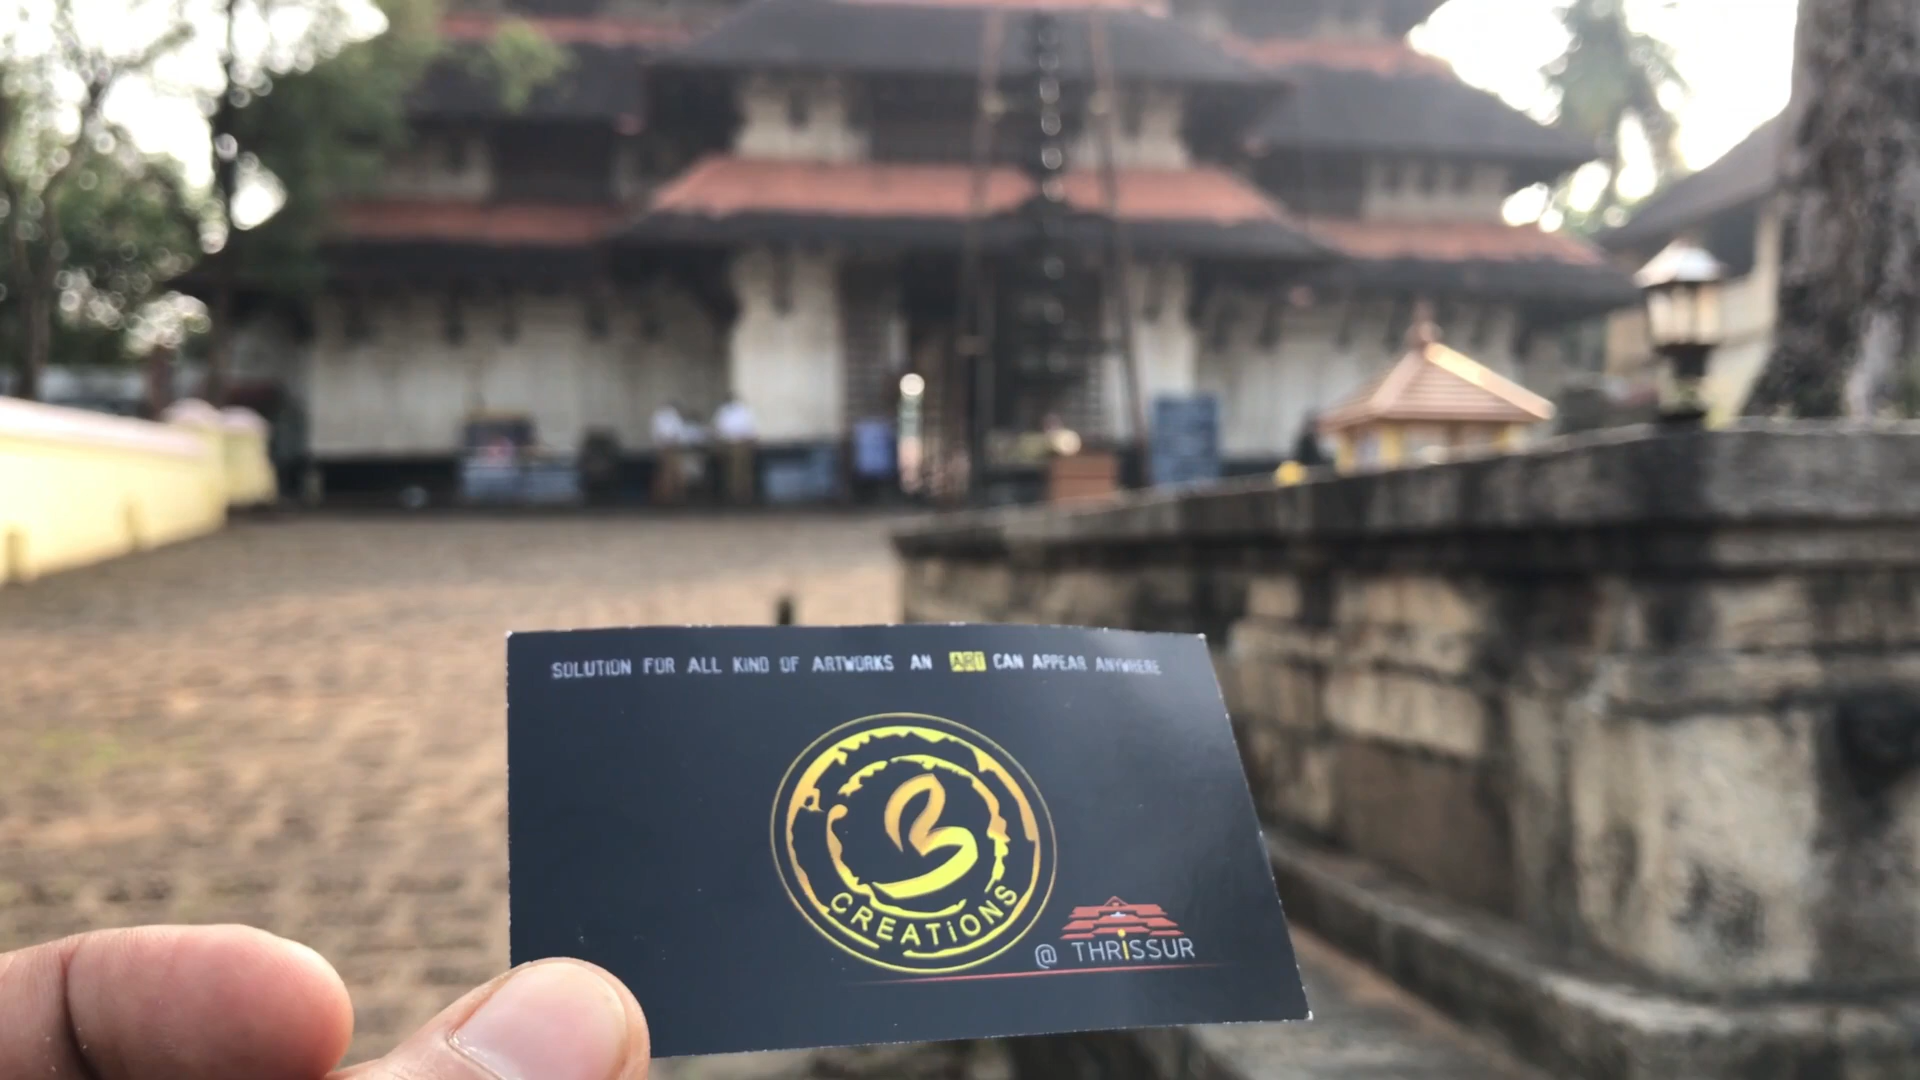 SOLUTION FOR ALL KIND OF ARTWORKS AN ART CAN APPEAR ANYWHERE
B
CREATiONS
@ THRiSSUR